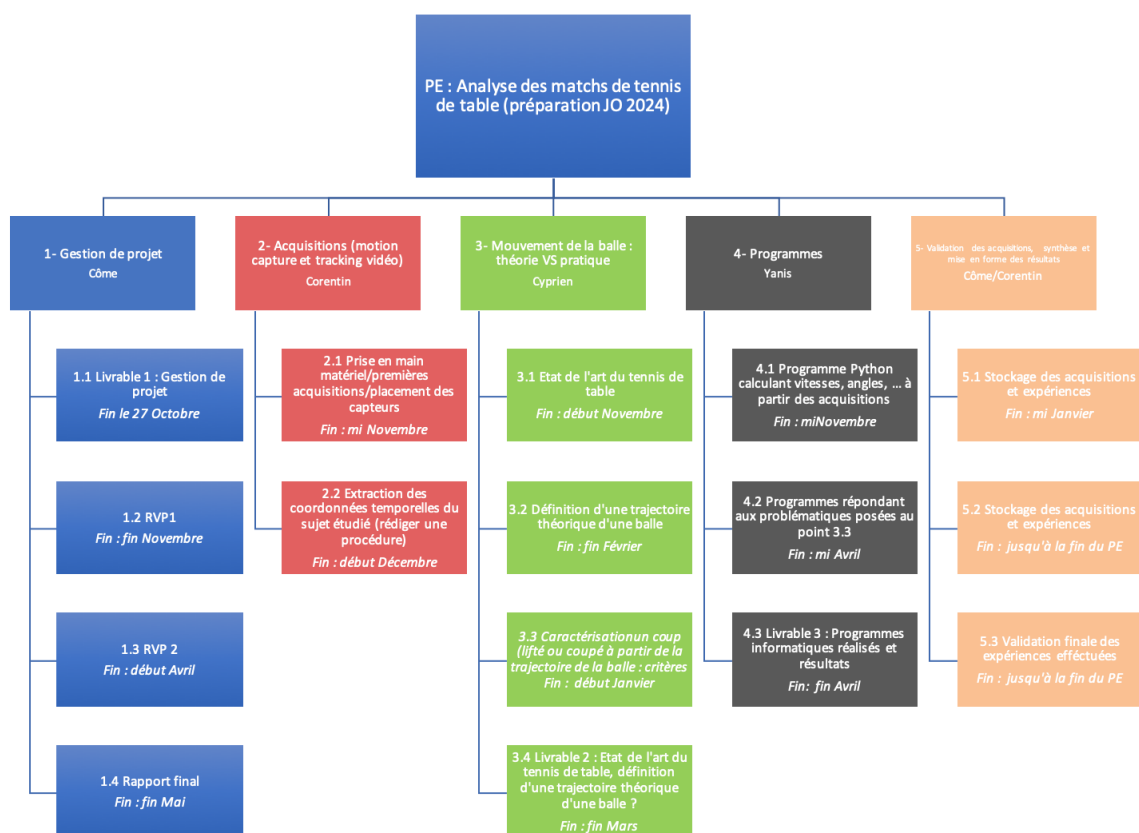 PE : Analyse des matchs de tennis
de table (préparation JO 2024)
1- Gestion de projet
Côme
2- Acquisitions (motion
capture et tracking vidéo)
Corentin
3- Mouvement de la balle :
théorie VS pratique
Cyprien
4- Programmes
Yanis
5- Validation des acquisitions, synthèse et
mise en forme des résultats
Côme/Corentin
1.1 Livrable 1 : Gestion de
projet
Fin le 27 Octobre
2.1 Prise en main
matériel/premières
acquisitions/placement des
capteurs
Fin : mi Novembre
3.1 Etat de l'art du tennis de
table
Fin : début Novembre
4.1 Programme Python
calculant vitesses, angles, ... à
partir des acquisitions
Fin : miNovembre
5.1 Stockage des acquisitions
et expériences
Fin : mi Janvier
1.2 RVP1
Fin : fin Novembre
2.2 Extraction des
coordonnées temporelles du
sujet étudié (rédiger une
procédure)
Fin : début Décembre
3.2 Définition d'une trajectoire
théorique d'une balle
Fin : fin Février
4.2 Programmes répondant
aux problématiques posées au
point 3.3
Fin : mi Avril
5.2 Stockage des acquisitions
et expériences
Fin : jusqu'à la fin du PE
1.3 RVP 2
Fin : début Avril
3.3 Caractérisationun coup
(lifté ou coupé à partir de la
trajectoire de la balle : critères
Fin : début Janvier
4.3 Livrable 3 : Programmes
informatiques réalisés et
résultats
Fin: fin Avril
5.3 Validation finale des
expériences efféctuées
Fin : jusqu'à la fin du PE
1.4 Rapport final
Fin : fin Mai
3.4 Livrable 2 : Etat de l'art du
tennis de table, définition
d'une trajectoire théorique
d'une balle ?
Fin : fin Mars